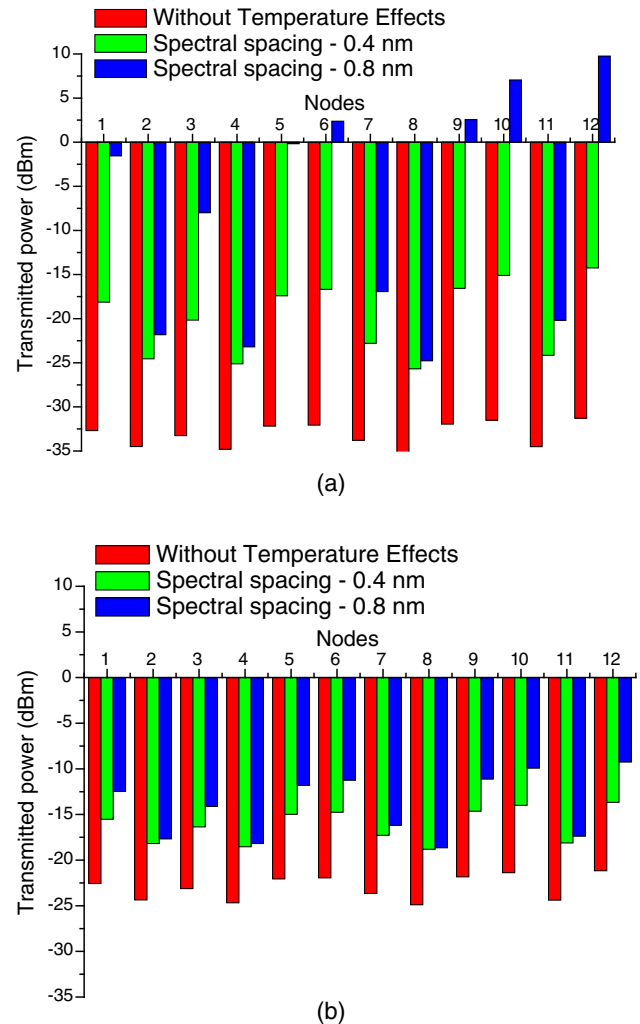 Without Temperature Effects
Spectral spacing - 0.4 nm
Spectral spacing - 0.8 nm
Nodes
1 2 3 4 5 6 7 8 9 10 11 12
10
5
0
-5
-10
-15
-20
-25
-30
-35
Transmitted power (dBm)
(a)
Without Temperature Effects
Spectral spacing - 0.4 nm
Spectral spacing - 0.8 nm
Nodes
1 2 3 4 5 6 7 8 9 10 11 12
10
5
0
-5
-10
-15
-20
-25
-30
-35
Transmitted power (dBm)
(b)